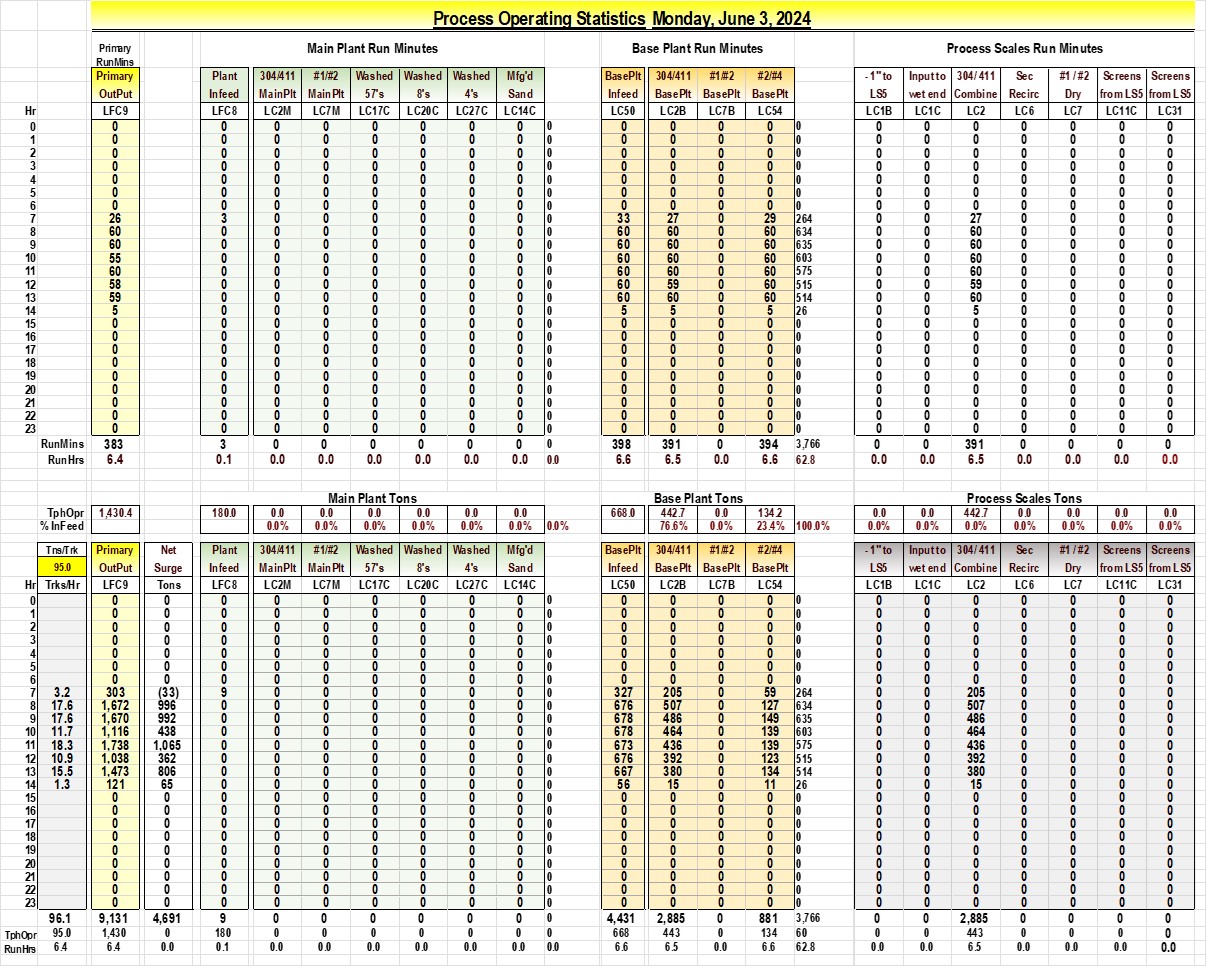 Process Operating Statistics Monday, June 3, 2024
Primary RunMins Main Plant Run Minutes Base Plant Run Minutes Process Scales Run Minutes
Primary Plant 304/411 #1/#2 Washed Washed Washed Mfg'd BasePlt 304/411 #1/#2 #2/#4 - 1" to Input to 304/ 411 Sec #1 / #2 Screens Screens
OutPut Infeed MainPlt MainPlt 57's 8's 4's Sand Infeed BasePlt BasePlt BasePlt LS5 wet end Combine Recirc Dry from LS5 from LS5
Hr LFC9 LFC8 LC2M LC7M LC17C LC20C LC27C LC14C LC50 LC2B LC7B LC54 LC1B LC1C LC2 LC6 LC7 LC11C LC31
0 0 0 0 0 0 0 0 0 0 0 0 0 0 0 0 0 0 0 0 0 0
1 0 0 0 0 0 0 0 0 0 0 0 0 0 0 0 0 0 0 0 0 0
2 0 0 0 0 0 0 0 0 0 0 0 0 0 0 0 0 0 0 0 0 0
3 0 0 0 0 0 0 0 0 0 0 0 0 0 0 0 0 0 0 0 0 0
4 0 0 0 0 0 0 0 0 0 0 0 0 0 0 0 0 0 0 0 0 0
5 0 0 0 0 0 0 0 0 0 0 0 0 0 0 0 0 0 0 0 0 0
6 0 0 0 0 0 0 0 0 0 0 0 0 0 0 0 0 0 0 0 0 0
7 26 3 0 0 0 0 0 0 0 33 27 0 29 264 0 0 27 0 0 0 0
8 60 0 0 0 0 0 0 0 0 60 60 0 60 634 0 0 60 0 0 0 0
9 60 0 0 0 0 0 0 0 0 60 60 0 60 635 0 0 60 0 0 0 0
10 55 0 0 0 0 0 0 0 0 60 60 0 60 603 0 0 60 0 0 0 0
11 60 0 0 0 0 0 0 0 0 60 60 0 60 575 0 0 60 0 0 0 0
12 58 0 0 0 0 0 0 0 0 60 59 0 60 515 0 0 59 0 0 0 0
13 59 0 0 0 0 0 0 0 0 60 60 0 60 514 0 0 60 0 0 0 0
14 5 0 0 0 0 0 0 0 0 5 5 0 5 26 0 0 5 0 0 0 0
15 0 0 0 0 0 0 0 0 0 0 0 0 0 0 0 0 0 0 0 0 0
16 0 0 0 0 0 0 0 0 0 0 0 0 0 0 0 0 0 0 0 0 0
17 0 0 0 0 0 0 0 0 0 0 0 0 0 0 0 0 0 0 0 0 0
18 0 0 0 0 0 0 0 0 0 0 0 0 0 0 0 0 0 0 0 0 0
19 0 0 0 0 0 0 0 0 0 0 0 0 0 0 0 0 0 0 0 0 0
20 0 0 0 0 0 0 0 0 0 0 0 0 0 0 0 0 0 0 0 0 0
21 0 0 0 0 0 0 0 0 0 0 0 0 0 0 0 0 0 0 0 0 0
22 0 0 0 0 0 0 0 0 0 0 0 0 0 0 0 0 0 0 0 0 0
23 0 0 0 0 0 0 0 0 0 0 0 0 0 0 0 0 0 0 0 0 0
RunMins 383 3 0 0 0 0 0 0 0 398 391 0 394 3,766 0 0 391 0 0 0 0
Run Hrs 6.4 0.1 0.0 0.0 0.0 0.0 0.0 0.0 0.0 6.6 6.5 0.0 6.6 62.8 0.0 0.0 6.5 0.0 0.0 0.0 0.0
Main Plant Tons Base Plant Tons Process Scales Tons
TphOpr 1,430.4 180.0 0.0 0.0 0.0 0.0 0.0 0.0 668.0 442.7 0.0 134.2 0.0 0.0 442.7 0.0 0.0 0.0 0.0
% InFeed 0.0% 0.0% 0.0% 0.0% 0.0% 0.0% 0.0% 76.6% 0.0% 23.4% 100.0% 0.0% 0.0% 0.0% 0.0% 0.0% 0.0% 0.0%
Tns/Trk Primary Net Plant 304/411 #1/#2 Washed Washed Washed Mfg'd BasePlt 304/411 #1/#2 #2/#4 - 1" to Input to 304/ 411 Sec #1 / #2 Screens Screens
95.0 OutPut Surge Infeed MainPlt MainPlt 57's 8's 4's Sand Infeed BasePlt BasePlt BasePlt LS5 wet end Combine Recirc Dry from LS5 from LS5
Hr Trks/Hr LFC9 Tons LFC8 LC2M LC7M LC17C LC20C LC27C LC14C LC50 LC2B LC7B LC54 LC1B LC1C LC2 LC6 LC7 LC11C LC31
0 0 0 0 0 0 0 0 0 0 0 0 0 0 0 0 0 0 0 0 0 0 0
1 0 0 0 0 0 0 0 0 0 0 0 0 0 0 0 0 0 0 0 0 0 0
2 0 0 0 0 0 0 0 0 0 0 0 0 0 0 0 0 0 0 0 0 0 0
3 0 0 0 0 0 0 0 0 0 0 0 0 0 0 0 0 0 0 0 0 0 0
4 0 0 0 0 0 0 0 0 0 0 0 0 0 0 0 0 0 0 0 0 0 0
5 0 0 0 0 0 0 0 0 0 0 0 0 0 0 0 0 0 0 0 0 0 0
6 0 0 0 0 0 0 0 0 0 0 0 0 0 0 0 0 0 0 0 0 0 0
7 3.2 303 (33) 9 0 0 0 0 0 0 0 327 205 0 59 264 0 0 205 0 0 0 0
8 17.6 1,672 996 0 0 0 0 0 0 0 0 676 507 0 127 634 0 0 507 0 0 0 0
9 17.6 1,670 992 0 0 0 0 0 0 0 0 678 486 0 149 635 0 0 486 0 0 0 0
10 11.7 1,116 438 0 0 0 0 0 0 0 0 678 464 0 139 603 0 0 464 0 0 0 0
11 18.3 1,738 1,065 0 0 0 0 0 0 0 0 673 436 0 139 575 0 0 436 0 0 0 0
12 10.9 1,038 362 0 0 0 0 0 0 0 0 676 392 0 123 515 0 0 392 0 0 0 0
13 15.5 1,473 806 0 0 0 0 0 0 0 0 667 380 0 134 514 0 0 380 0 0 0 0
14 1.3 121 65 0 0 0 0 0 0 0 0 56 15 0 11 26 0 0 15 0 0 0 0
15 0 0 0 0 0 0 0 0 0 0 0 0 0 0 0 0 0 0 0 0 0 0
16 0 0 0 0 0 0 0 0 0 0 0 0 0 0 0 0 0 0 0 0 0 0
17 0 0 0 0 0 0 0 0 0 0 0 0 0 0 0 0 0 0 0 0 0 0
18 0 0 0 0 0 0 0 0 0 0 0 0 0 0 0 0 0 0 0 0 0 0
19 0 0 0 0 0 0 0 0 0 0 0 0 0 0 0 0 0 0 0 0 0 0
20 0 0 0 0 0 0 0 0 0 0 0 0 0 0 0 0 0 0 0 0 0 0
21 0 0 0 0 0 0 0 0 0 0 0 0 0 0 0 0 0 0 0 0 0 0
22 0 0 0 0 0 0 0 0 0 0 0 0 0 0 0 0 0 0 0 0 0 0
23 0 0 0 0 0 0 0 0 0 0 0 0 0 0 0 0 0 0 0 0 0 0
96.1 9,131 4,691 9 0 0 0 0 0 0 0 4,431 2,885 0 881 3,766 0 0 2,885 0 0 0 0
TphOpr 95.0 1,430 0 180 0 0 0 0 0 0 0 668 443 0 134 60 0 0 443 0 0 0 0
RunHrs 6.4 6.4 0.0 0.1 0.0 0.0 0.0 0.0 0.0 0.0 0.0 6.6 6.5 0.0 6.6 62.8 0.0 0.0 6.5 0.0 0.0 0.0 0.0